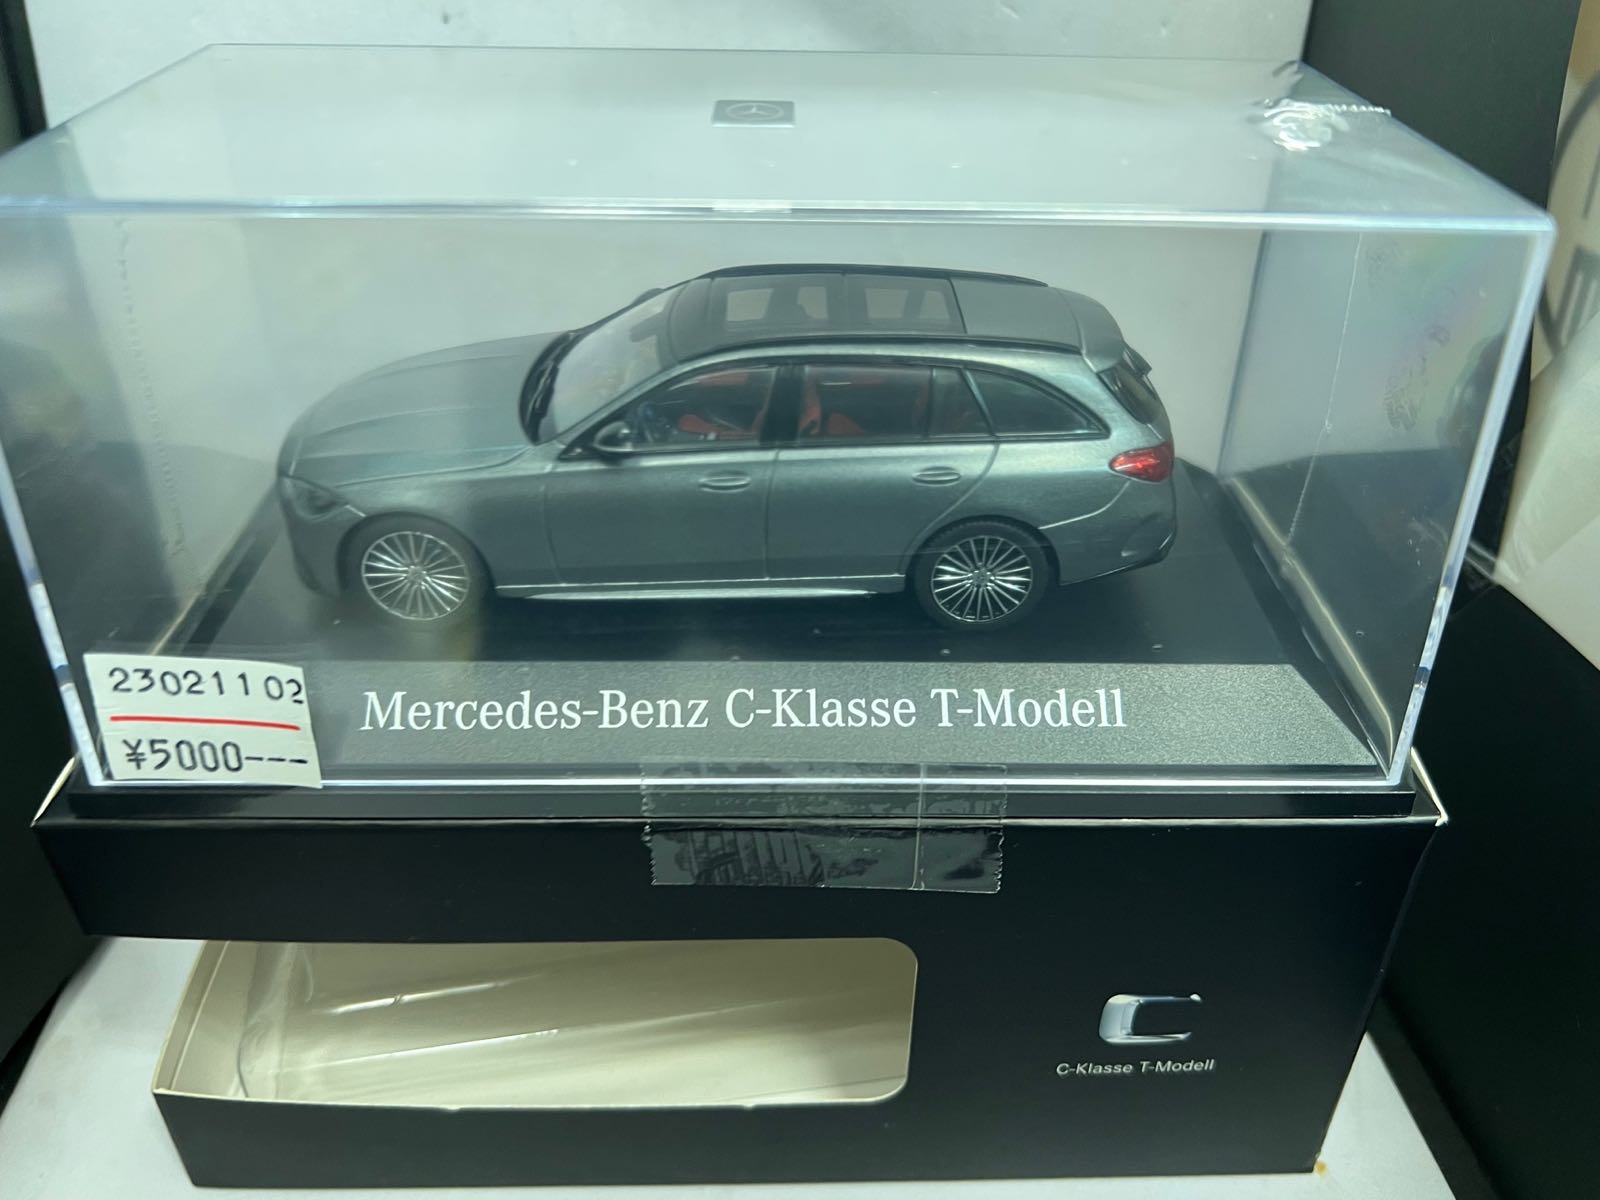 23021102
¥5000---
Mercedes-Benz C-Klasse T-Modell
C
C-Klasse T-Modell